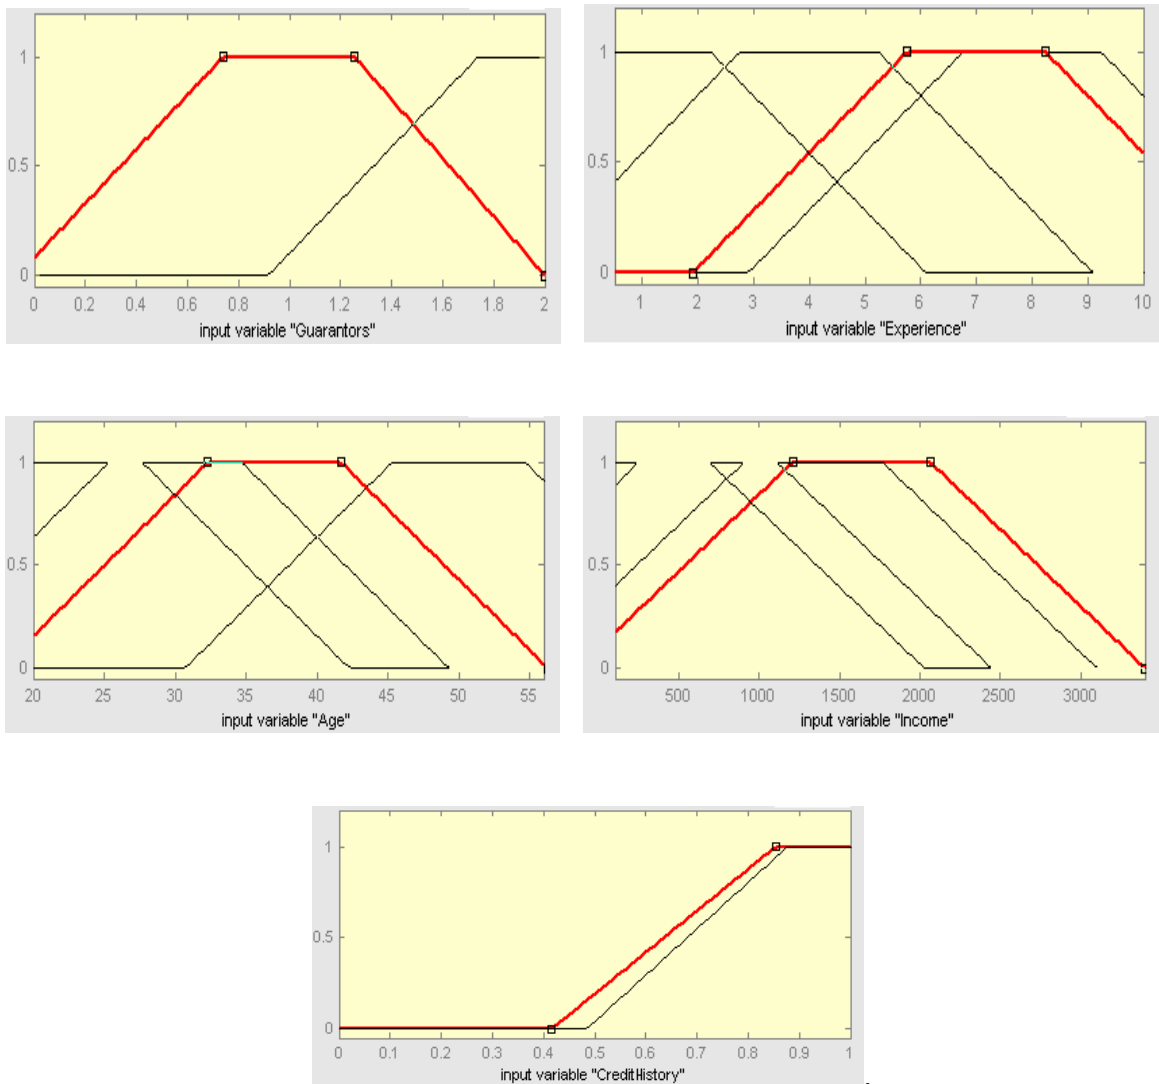 1
0.5
0
0 0.2 0.4 0.6 0.8 1 1.2 1.4 1.6 1.8 2
input variable "Guarantors"
1
0.5
0
1 2 3 4 5 6 7 8 9 10
input variable "Experience"
1
0.5
0
20 25 30 35 40 45 50 55
input variable "Age"
1
0.5
0
500 1000 1500 2000 2500 3000
input variable "Income"
1
0.5
0
0 0.1 0.2 0.3 0.4 0.5 0.6 0.7 0.8 0.9 1
input variable "CreditHistory"
.